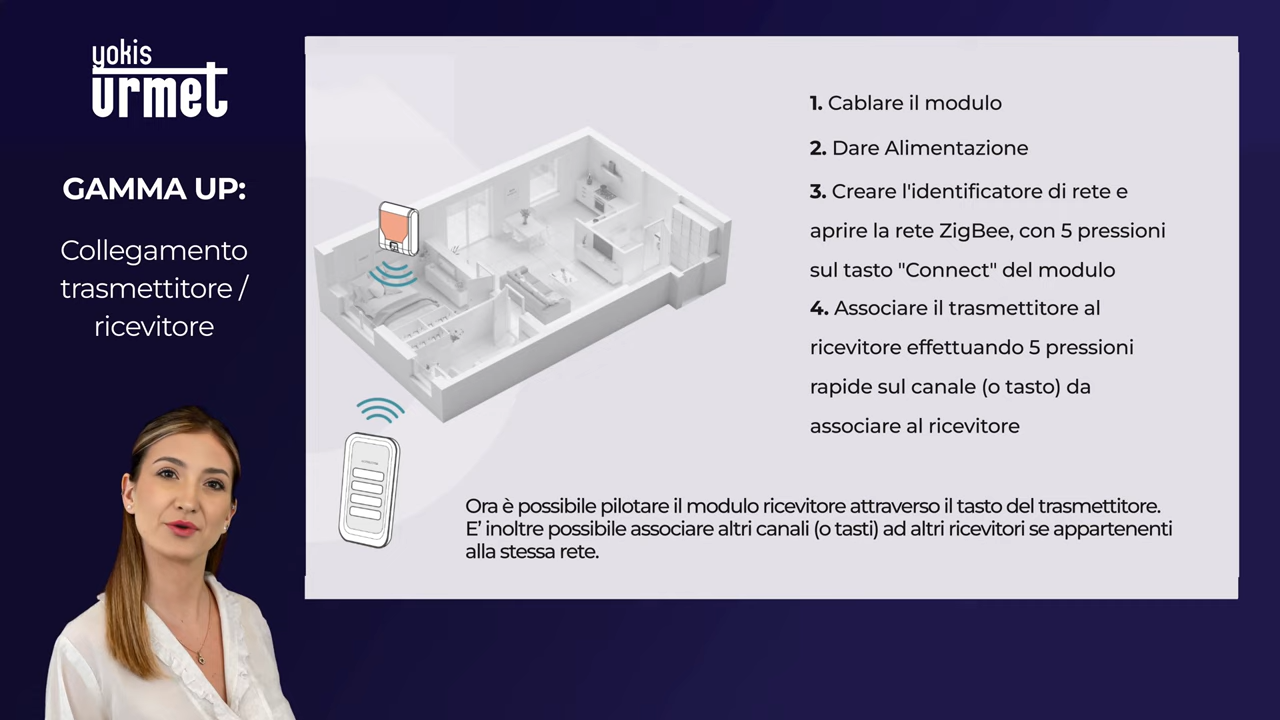 yokis
urmet
GAMMA UP:
Collegamento
trasmettitore /
ricevitore
1. Cablare il modulo
2. Dare Alimentazione
3. Creare l'identificatore di rete e
aprire la rete ZigBee, con 5 pressioni
sul tasto "Connect" del modulo
4. Associare il trasmettitore al
ricevitore effettuando 5 pressioni
rapide sul canale (o tasto) da
associare al ricevitore
Ora è possibile pilotare il modulo ricevitore attraverso il tasto del trasmettitore.
E' inoltre possibile associare altri canali (o tasti) ad altri ricevitori se appartenenti
alla stessa rete.